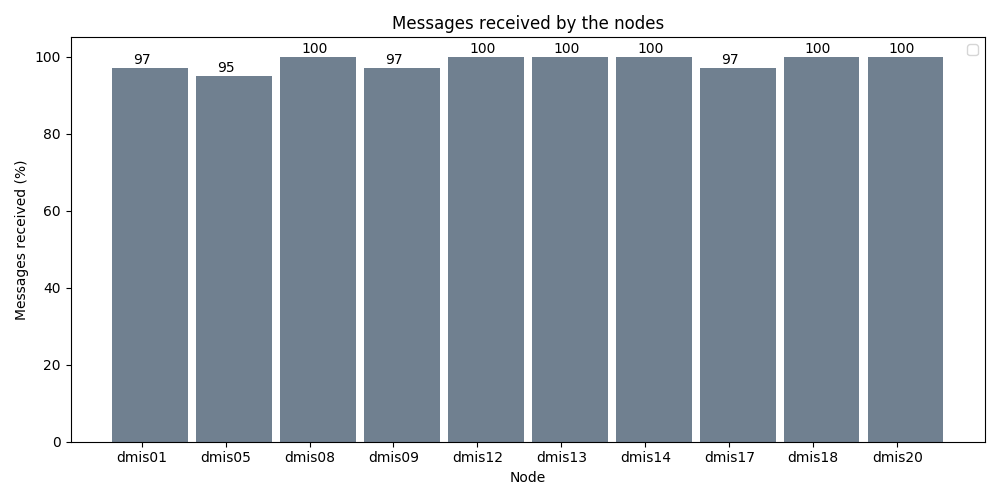 Messages received by the nodes
97 95 100 97 100 100 100 97 100 100
Messages received (%)
100
80
60
40
20
0
dmis01 dmis05 dmis08 dmis09 dmis12 dmis13 dmis14 dmis17 dmis18 dmis20
Node